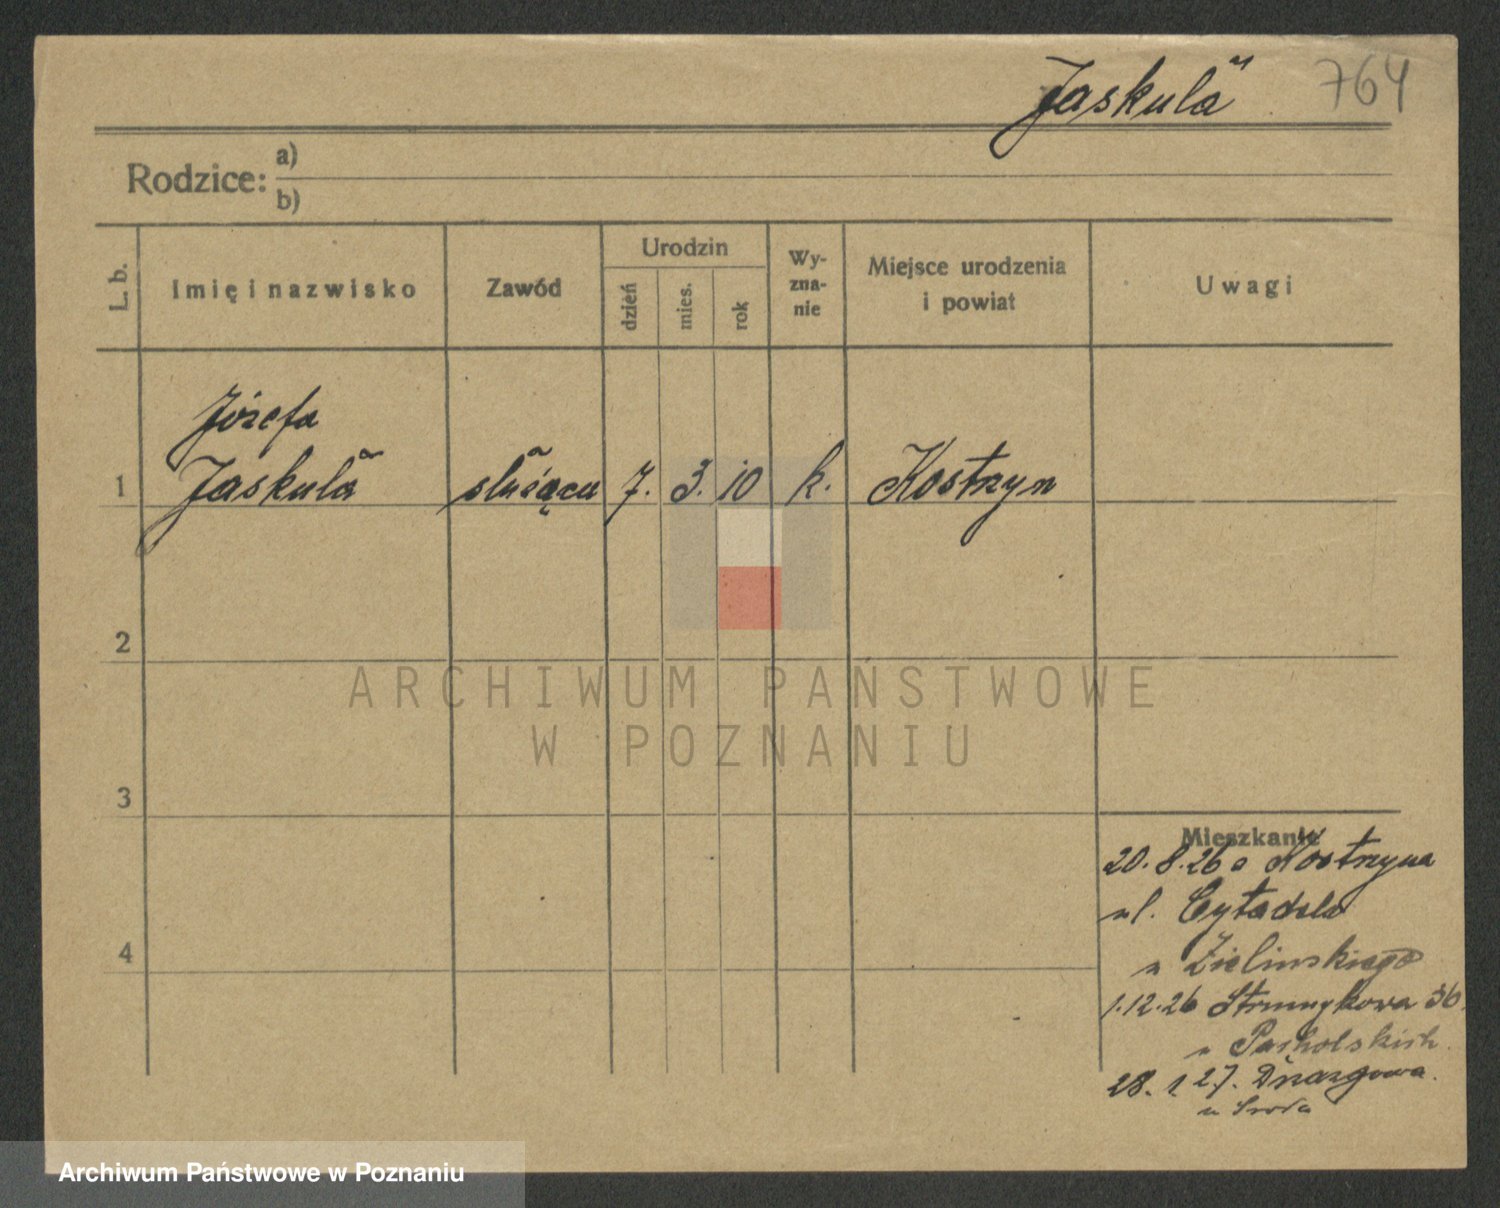 Jaskuła 764
Rodzice: a)
b)
L. b.
Imię i nazwisko
Zawód
Urodzin
dzień
mies.
rok
Wy-
zna-
nie
Miejsce urodzenia
i powiat
Uwagi
Józefa
1 Jaskuła służąca 7. 3. 10 k. Kostrzyn
2
ARCHIWUM PAŃSTWOWE
W POZNANIU
3
Mieszkanie
20.8.26 Kostrzyna
ul. Cytadela
4
u Zielinskiego
1.12.26 Strumykowa 36.
u
28. 1. 27.
u
Archiwum Państwowe w Poznaniu